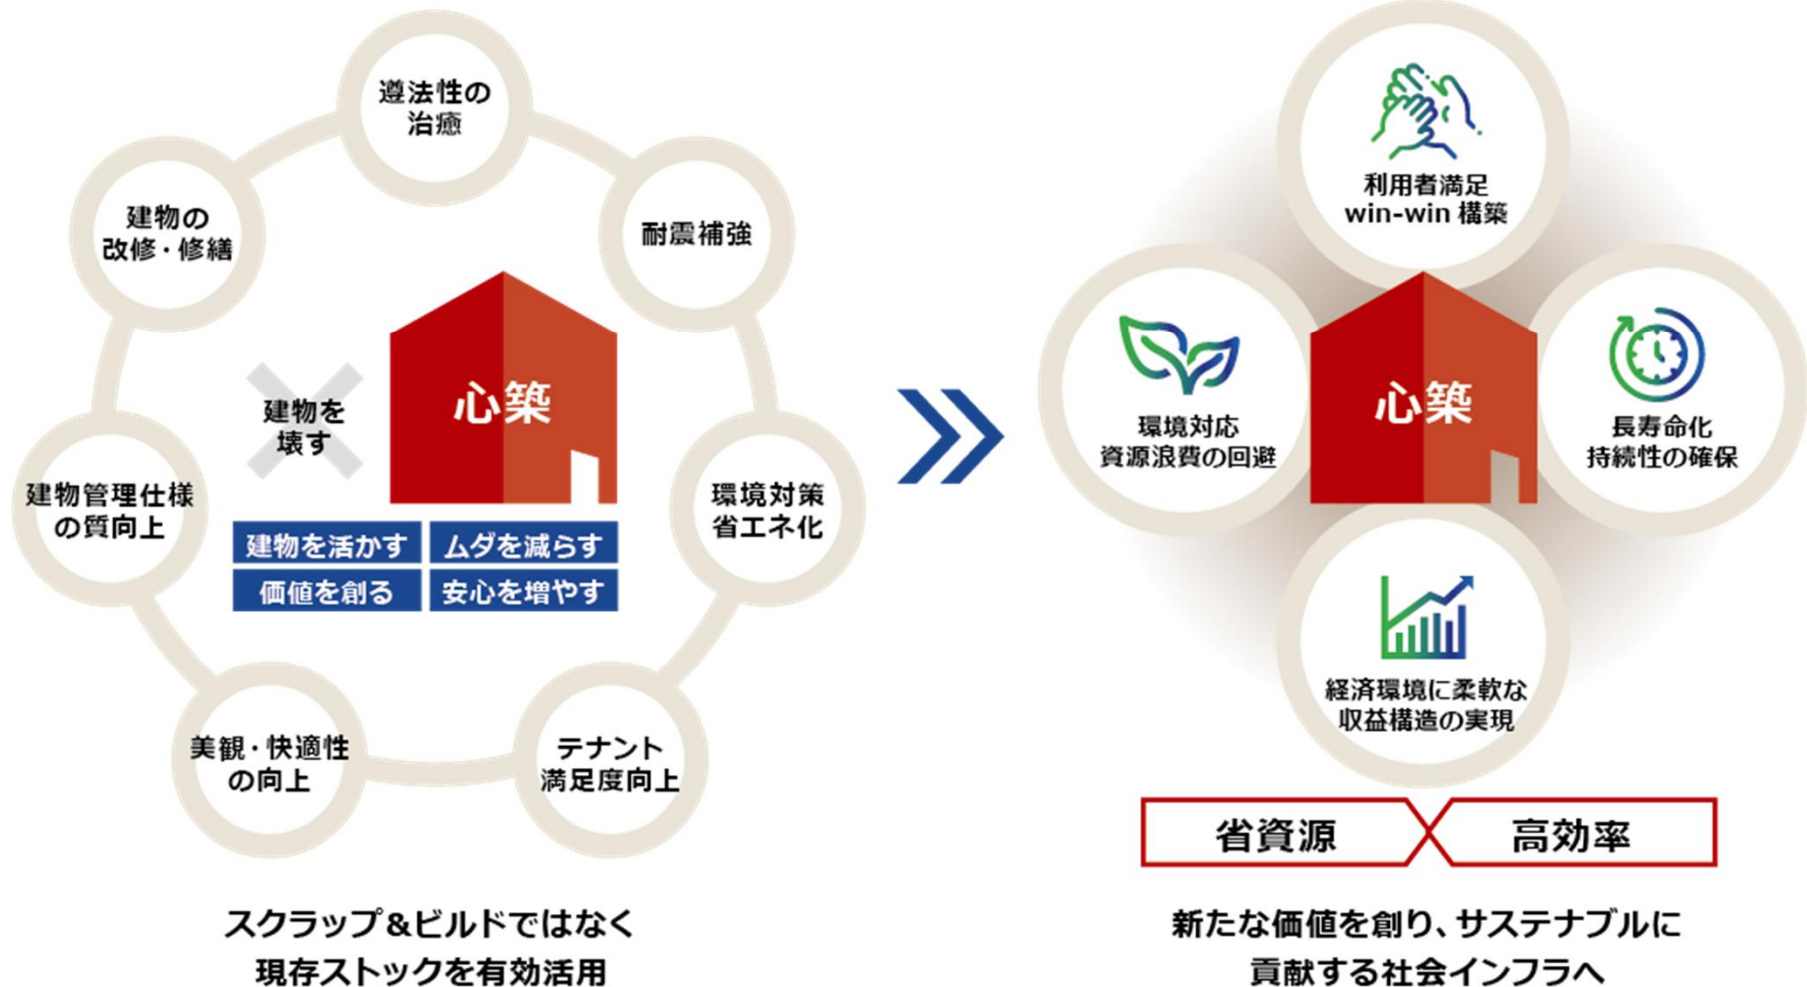 遵法性の
治癒
耐震補強
環境対策
省エネ化
テナント
満足度向上
美観・快適性
の向上
建物管理仕様
の質向上
建物の
改修・修繕
建物を
壊す
心築
建物を活かす
ムダを減らす
価値を創る
安心を増やす
スクラップ&ビルドではなく
現存ストックを有効活用
利用者満足
win-win 構築
環境対応
資源浪費の回避
心築
長寿命化
持続性の確保
経済環境に柔軟な
収益構造の実現
省資源
高効率
新たな価値を創り、サステナブルに
貢献する社会インフラへ